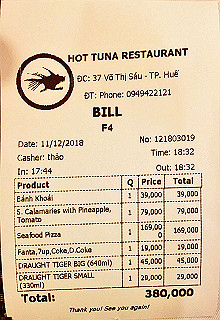 HOT TUNA RESTAURANT
ĐC: 37 Võ Thị Sáu - TP. Huế
ĐT: Phone: 0949422121
BILL
F4
Date: 11/12/2018 No: 121803019
Casher: thảo Time: 18:32
In: 17:44 Out: 18:32
Product Q Price Total
Bánh Khoái 1 39,000 39,000
S. Calamaries with Pineapple, Tomato 1 79,000 79,000
Seafood Pizza 1 169,000 169,000
Fanta,7up,Coke,D.Coke 1 19,000 19,000
DRAUGHT TIGER BIG (640ml) 1 45,000 45,000
DRAUGHT TIGER SMALL (330ml) 1 29,000 29,000
Total: 380,000
Thank you! See you again!